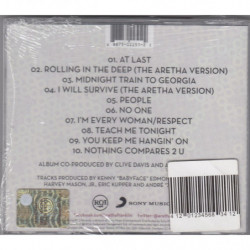 01. AT LAST
02. ROLLING IN THE DEEP (THE ARETHA VERSION)
03. MIDNIGHT TRAIN TO GEORGIA
04. I WILL SURVIVE (THE ARETHA VERSION)
05. PEOPLE
06. NO ONE
07. I'M EVERY WOMAN/RESPECT
08. TEACH ME TONIGHT
09. YOU KEEP ME HANGIN' ON
10. NOTHING COMPARES 2 U
ALBUM CO-PRODUCED BY CLIVE DAVIS AND
TRACKS PRODUCED BY KENNY "BABYFACE" EDMON
HARVEY MASON, JR, ERIC KUPPER AND ANDRÉ
RCA
SONY MUSIC